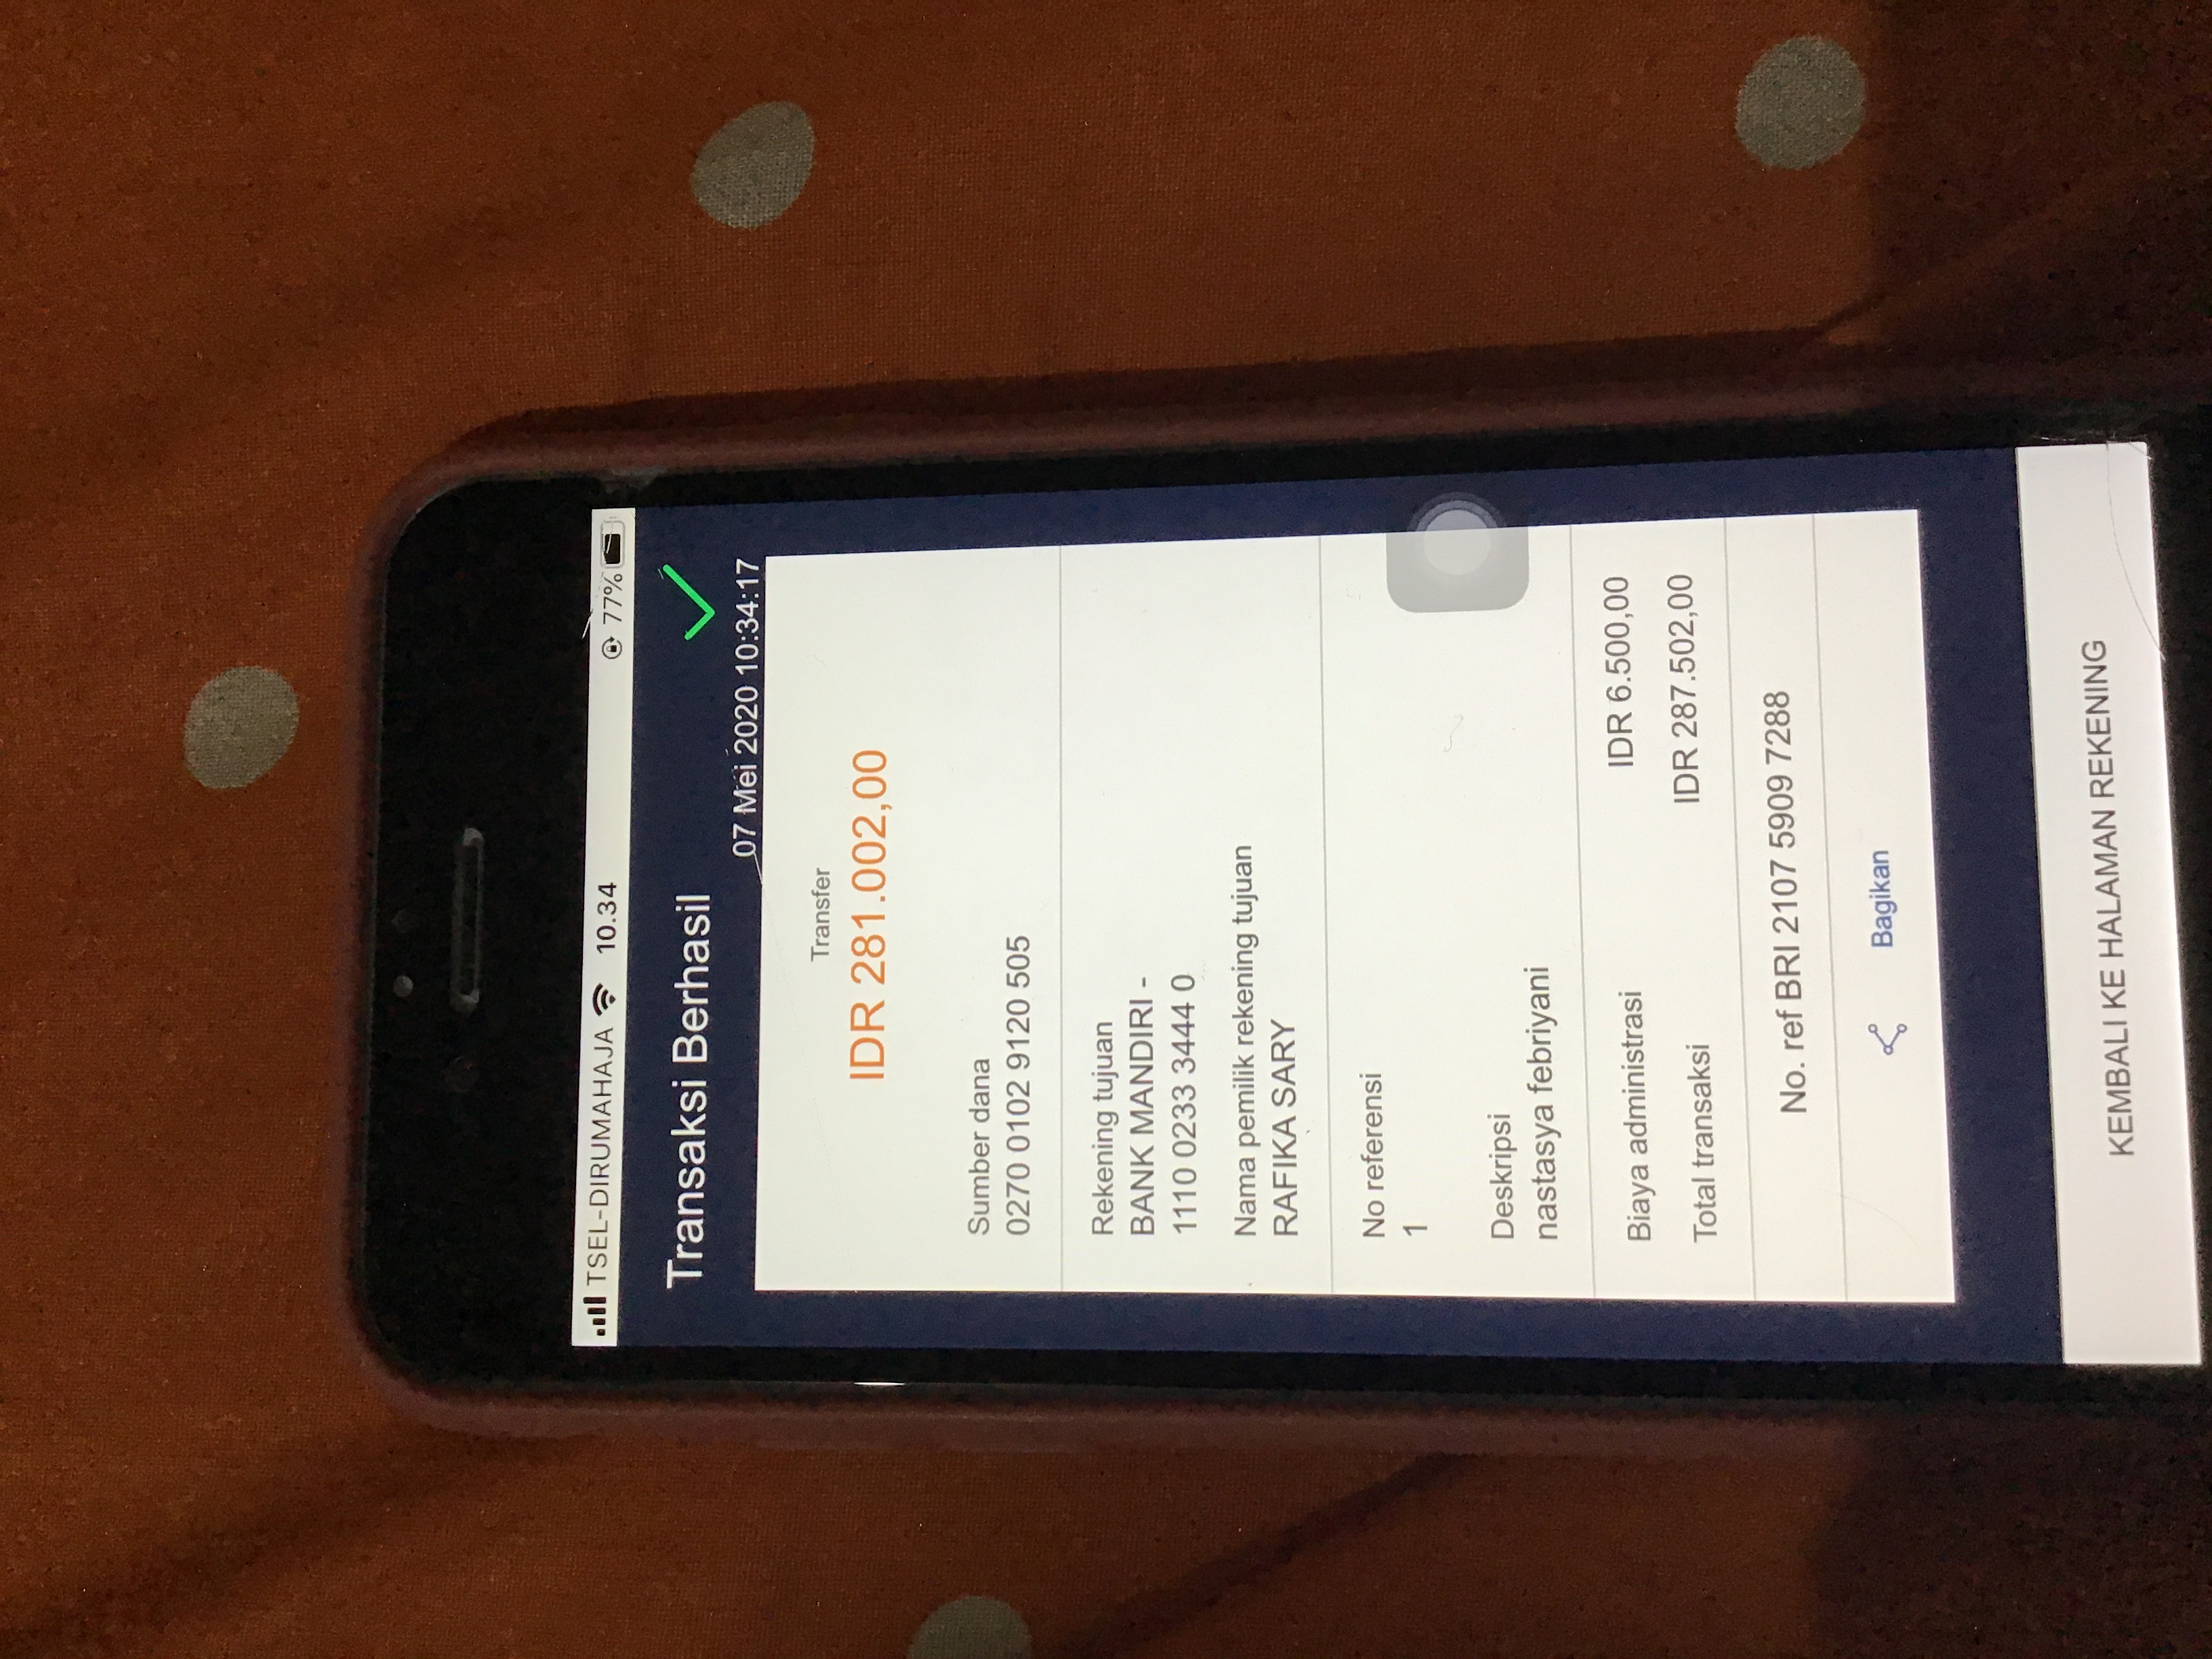 TSEL-DIRUMAHAJA 10.34 77%
Transaksi Berhasil
07 Mei 2020 10:34:17
Transfer
IDR 281.002,00
Sumber dana
0270 0102 9120 505
Rekening tujuan
BANK MANDIRI -
1110 0233 3444 0
Nama pemilik rekening tujuan
RAFIKA SARY
No referensi
1
Deskripsi
nastasya febriyani
Biaya administrasi IDR 6.500,00
Total transaksi IDR 287.502,00
No. ref BRI 2107 5909 7288
Bagikan
KEMBALI KE HALAMAN REKENING